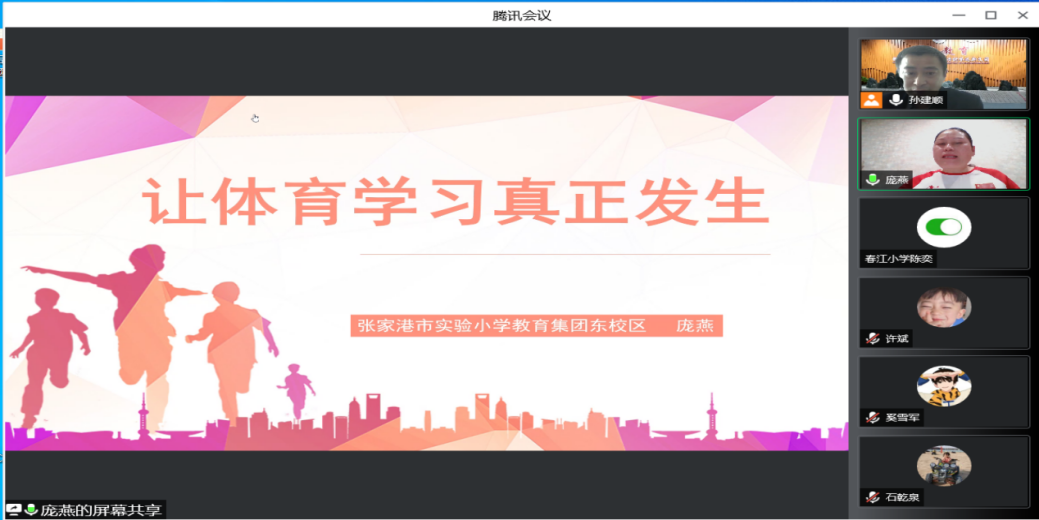 腾讯会议
让体育学习真正发生
张家港市实验小学教育集团东校区 庞燕
庞燕的屏幕共享
孙建顺
庞燕
春江小学陈奕
许斌
奚雪军
石乾泉